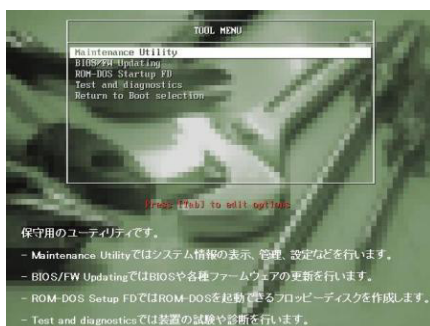 TOOL MENU
Maintenance Utility
BIOS/FW Updating
ROM-DOS Startup FD
Test and diagnostics
Return to Boot selection
Press [Tab] to edit options
保守用のユーティリティです。
- Maintenance Utilityではシステム情報の表示、管理、設定などを行います。
- BIOS/FW UpdatingではBIOSや各種ファームウェアの更新を行います。
- ROM-DOS Setup FDではROM-DOSを起動できるフロッピーディスクを作成します。
- Test and diagnosticsでは装置の試験や診断を行います。